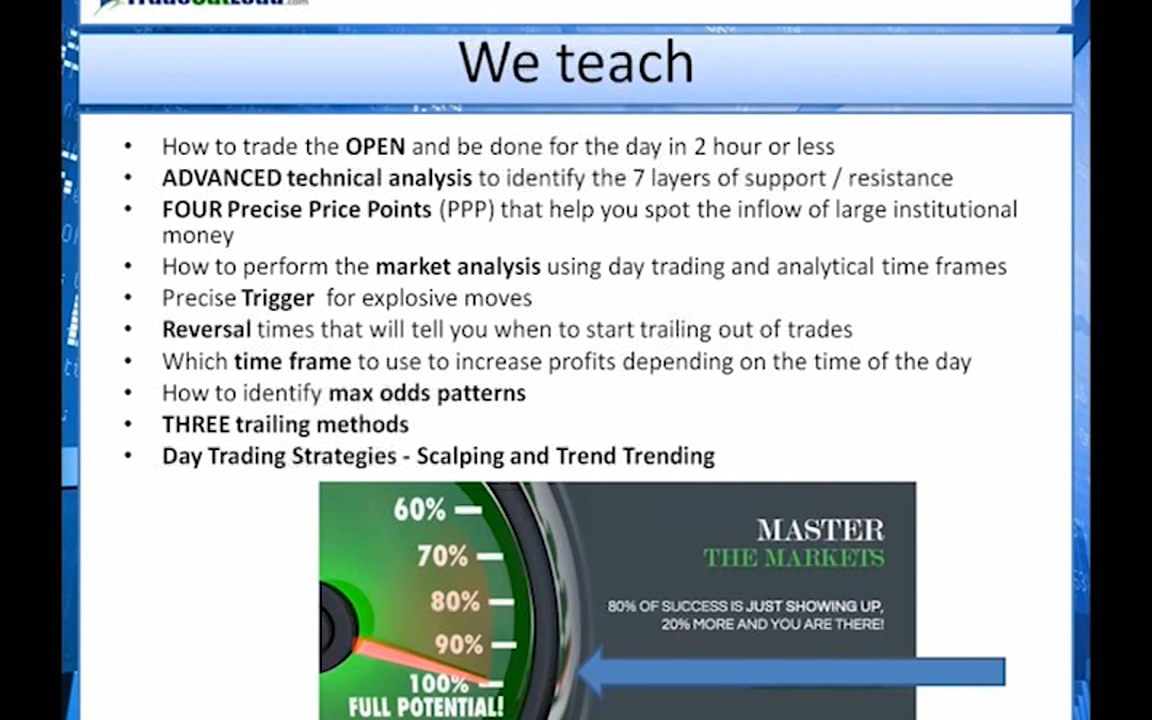 We teach
• How to trade the OPEN and be done for the day in 2 hour or less
• ADVANCED technical analysis to identify the 7 layers of support / resistance
• FOUR Precise Price Points (PPP) that help you spot the inflow of large institutional
money
• How to perform the market analysis using day trading and analytical time frames
• Precise Trigger for explosive moves
• Reversal times that will tell you when to start trailing out of trades
• Which time frame to use to increase profits depending on the time of the day
• How to identify max odds patterns
• THREE trailing methods
• Day Trading Strategies - Scalping and Trend Trending
60%
70%
80%
90%
100%
FULL POTENTIAL!
MASTER
THE MARKETS
80% OF SUCCESS IS JUST SHOWING UP,
20% MORE AND YOU ARE THERE!